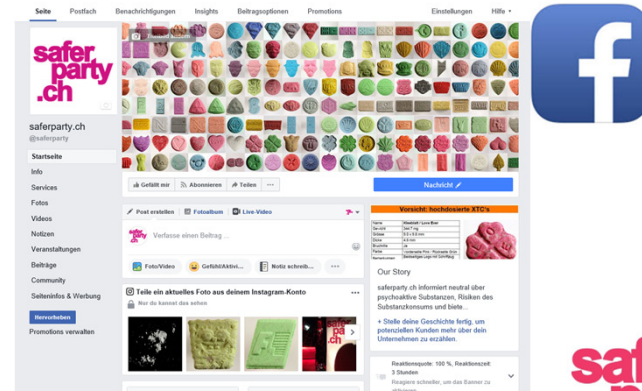 Seite Postfach Benachrichtigungen Insights Beitragsoptionen Promotions Einstellungen Hilfe
safer
party
.ch
saferparty.ch
@saferparty
Startseite
Info
Services
Fotos
Videos
Notizen
Veranstaltungen
Beiträge
Community
Seiteninfos & Werbung
Hervorheben
Promotions verwalten
Gefällt mir Abonnieren Teilen ...
Nachricht
Post erstellen Fotoalbum Live-Video
Verfasse einen Beitrag ...
Foto/Video Gefühl/Aktivi... Notiz schreib... ...
Teile ein aktuelles Foto aus deinem Instagram-Konto
Nur du kannst das sehen
Vorsicht: hochdosierte XTC's
Our Story
saferparty.ch informiert neutral über
psychoaktive Substanzen, Risiken des
Substanzkonsums und biete...
+ Stelle deine Geschichte fertig, um
potenziellen Kunden mehr über dein
Unternehmen zu erzählen.
Reaktionsquote: 100 %, Reaktionszeit:
3 Stunden
Reagiere schneller, um das Banner zu
f
saf